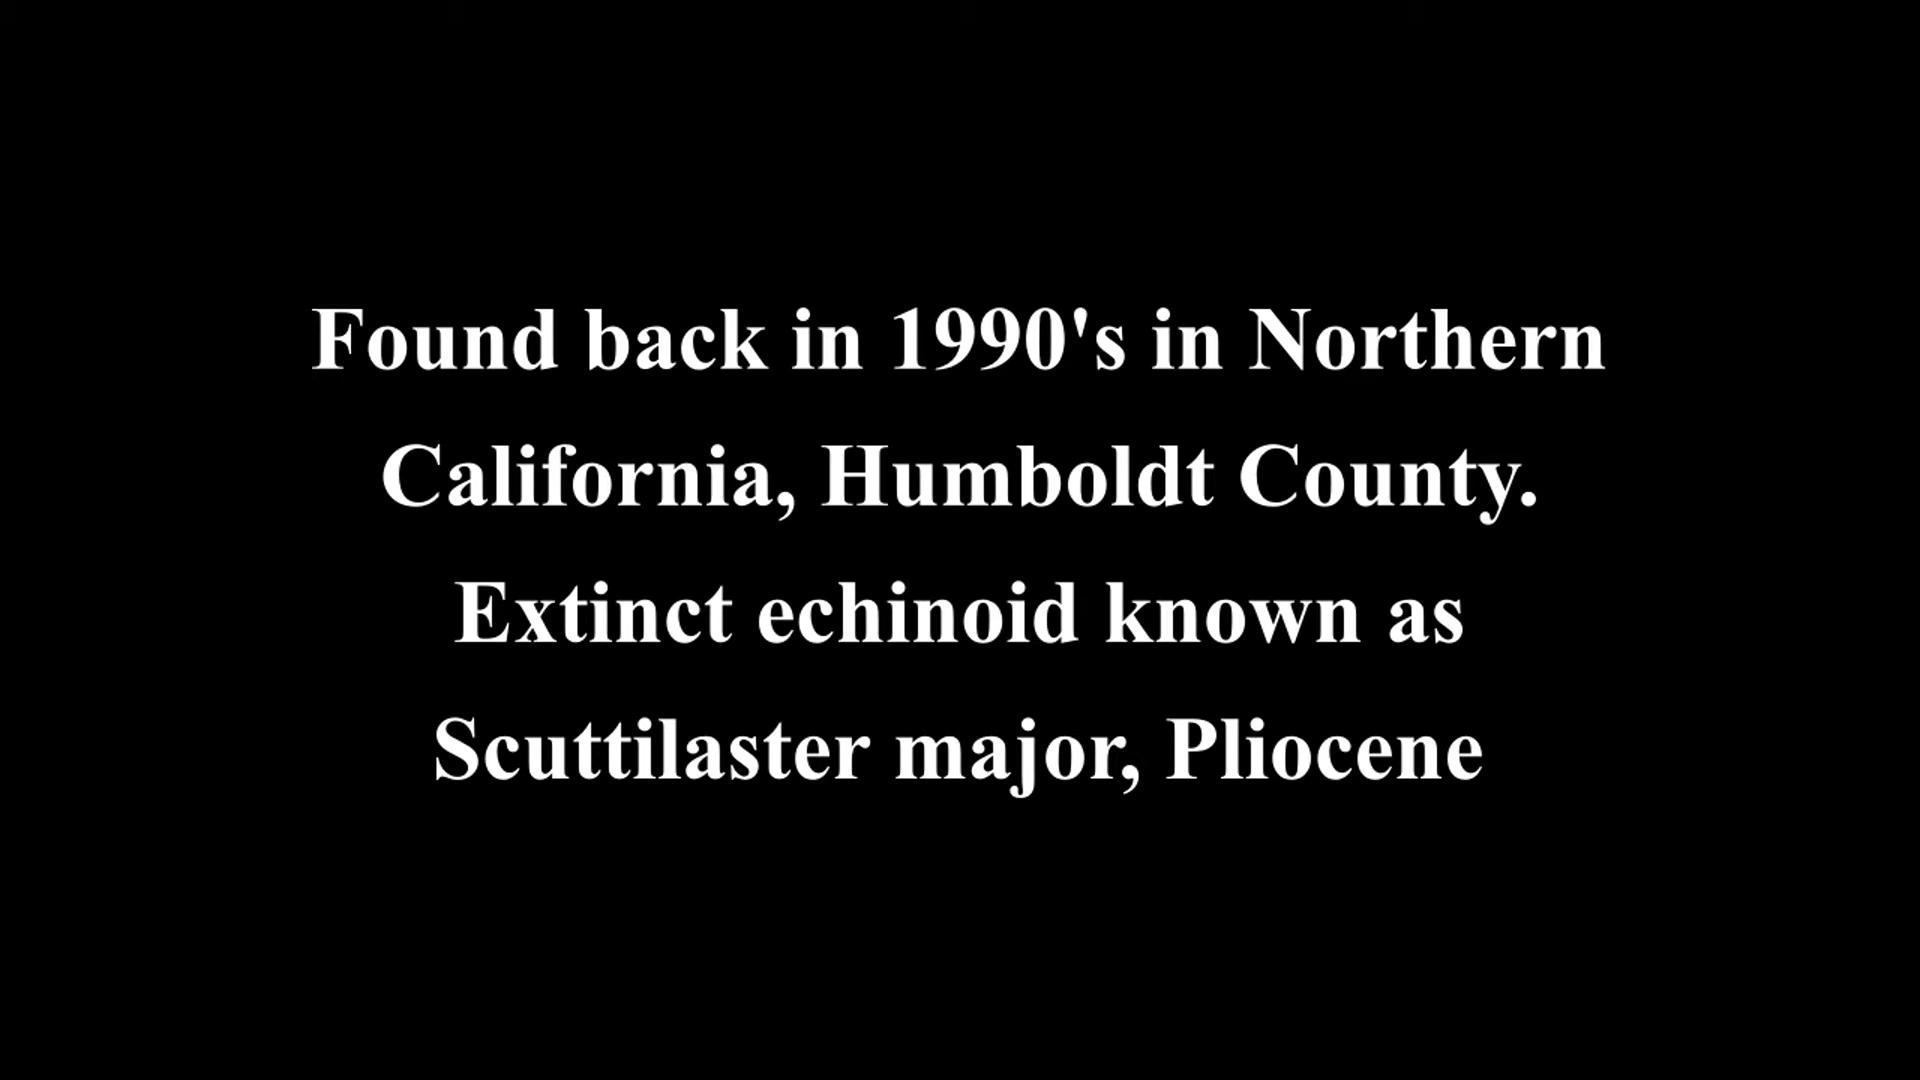 Found back in 1990's in Northern
California, Humboldt County.
Extinct echinoid known as
Scuttilaster major, Pliocene